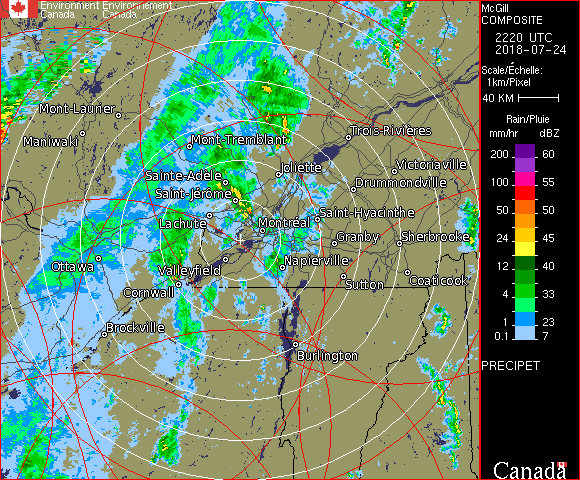 Environment Environnement
Canada Canada
McGill
COMPOSITE
2220 UTC
2018-07-24
Scale/Échelle:
1km/Pixel
40 KM
Rain/Pluie
mm/hr dBZ
200 60
100 55
50 50
24 45
12 40
4 33
1 23
0.1 7
PRECIPET
Canada
Mont-Laurier
Maniwaki
Mont-Tremblant
Trois-Rivières
Sainte-Adèle
Joliette
Victoriaville
Saint-Jérôme
Drummondville
Lachute
Montréal
Saint-Hyacinthe
Ottawa
Granby
Sherbrooke
Valleyfield
Napierville
Cornwall
Sutton
Coaticook
Brockville
Burlington